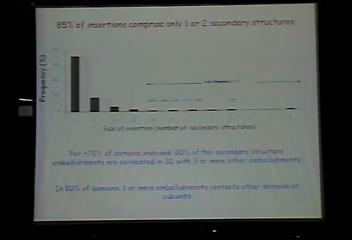 85% of insertions comprise only 1 or 2 secondary structures
Frequency (%)
Size of insertion (number of secondary structures)
For ~70% of domains analysed, 80% of the secondary structure
embellishments are co-located in 3D with 3 or more other embellishments
In 80% of domains, 1 or more embellishments contacts other domains or
subunits